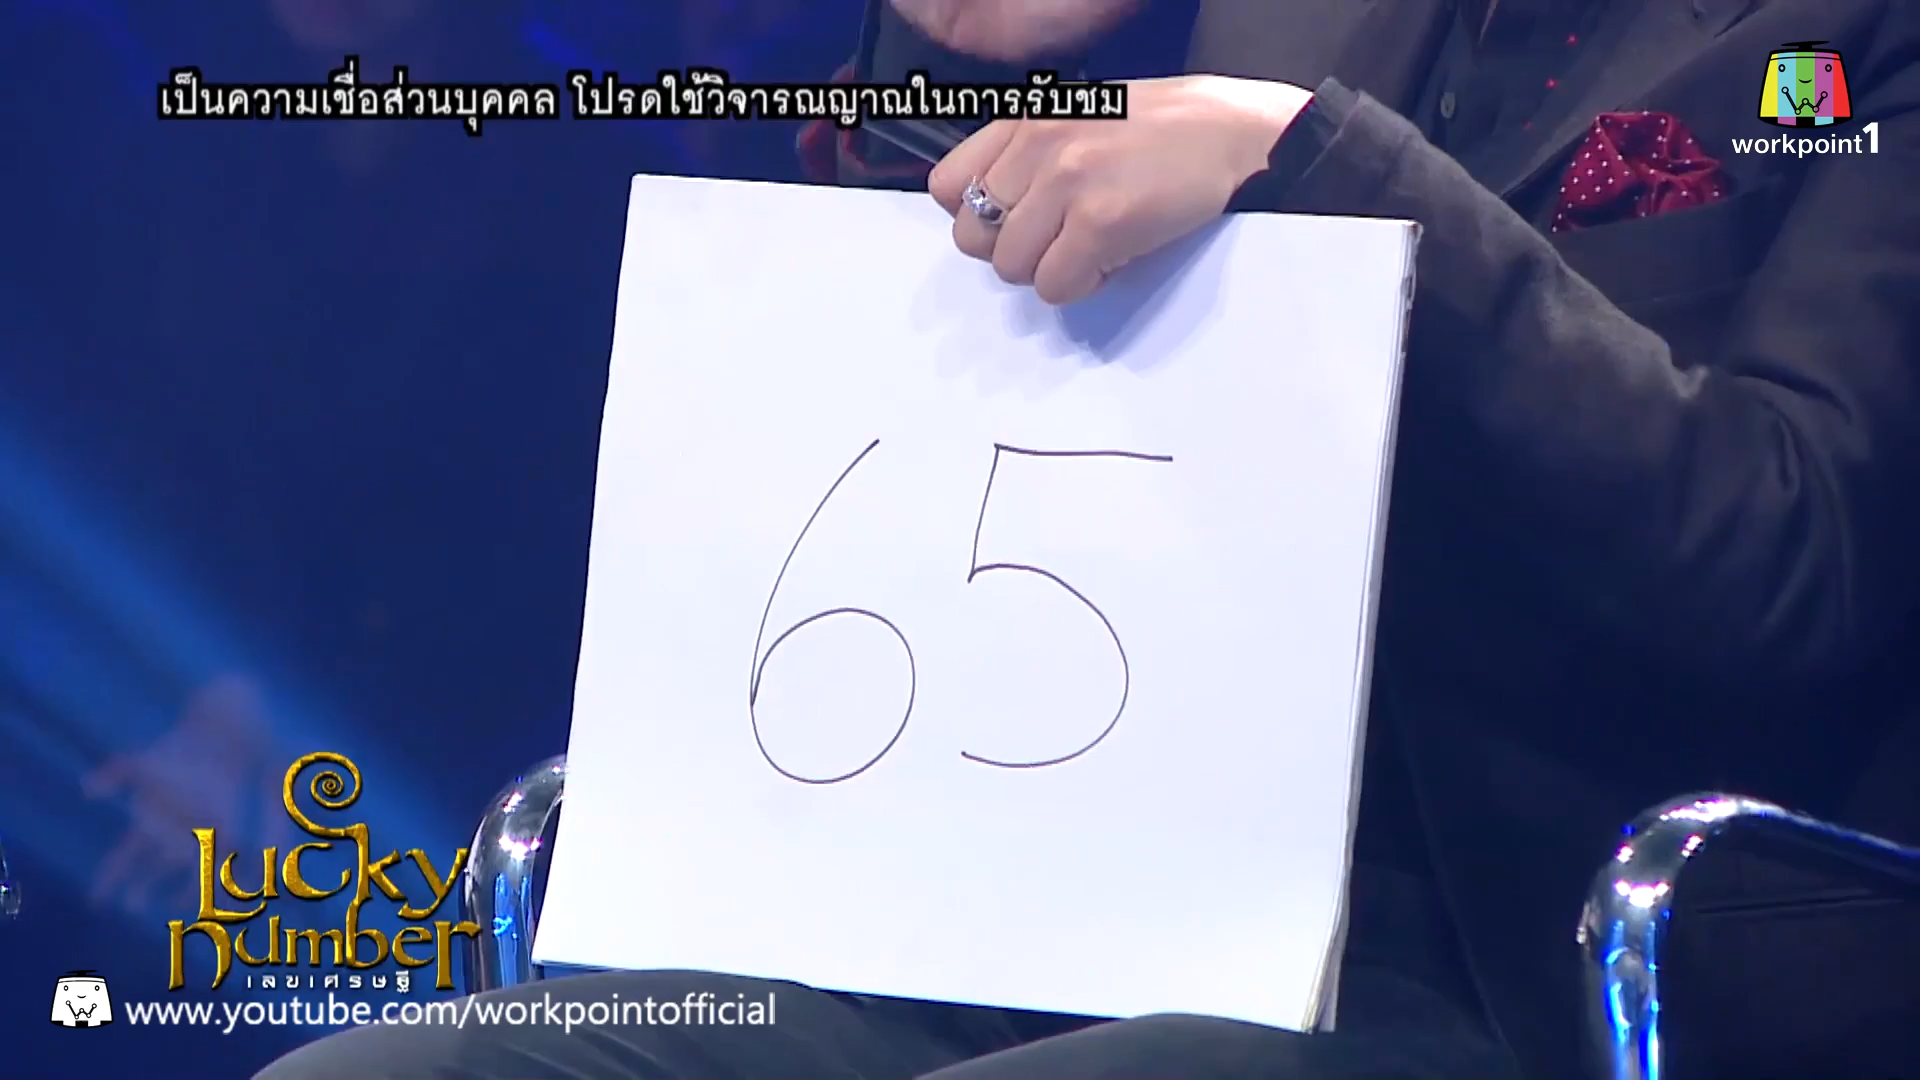 เป็นความเชื่อส่วนบุคคล โปรดใช้วิจารณญาณในการรับชม
workpoint1
65
Lucky
number
เลขเศรษฐี
www.youtube.com/workpointofficial